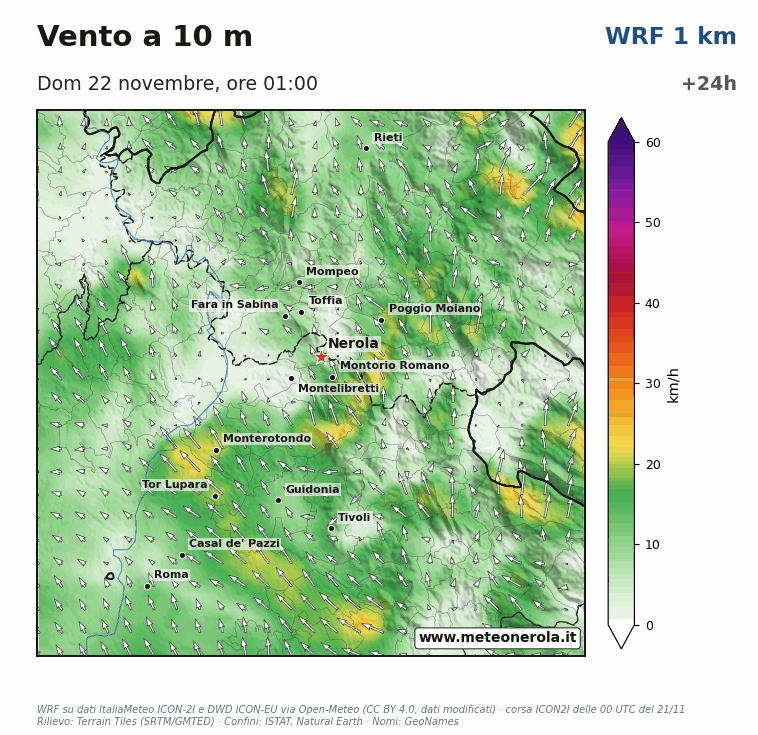 Vento a 10 m
WRF 1 km
Dom 22 novembre, ore 01:00
+24h
Rieti
Mompeo
Toffia
Fara in Sabina
Poggio Moiano
Nerola
Montorio Romano
Montelibretti
Monterotondo
Tor Lupara
Guidonia
Tivoli
Casal de' Pazzi
Roma
www.meteonerola.it
60
50
40
30
20
10
0
km/h
WRF su dati ItaliaMeteo ICON-2I e DWD ICON-EU via Open-Meteo (CC BY 4.0, dati modificati) · corsa ICON2I delle 00 UTC del 21/11
Rilievo: Terrain Tiles (SRTM/GMTED) · Confini: ISTAT, Natural Earth · Nomi: GeoNames